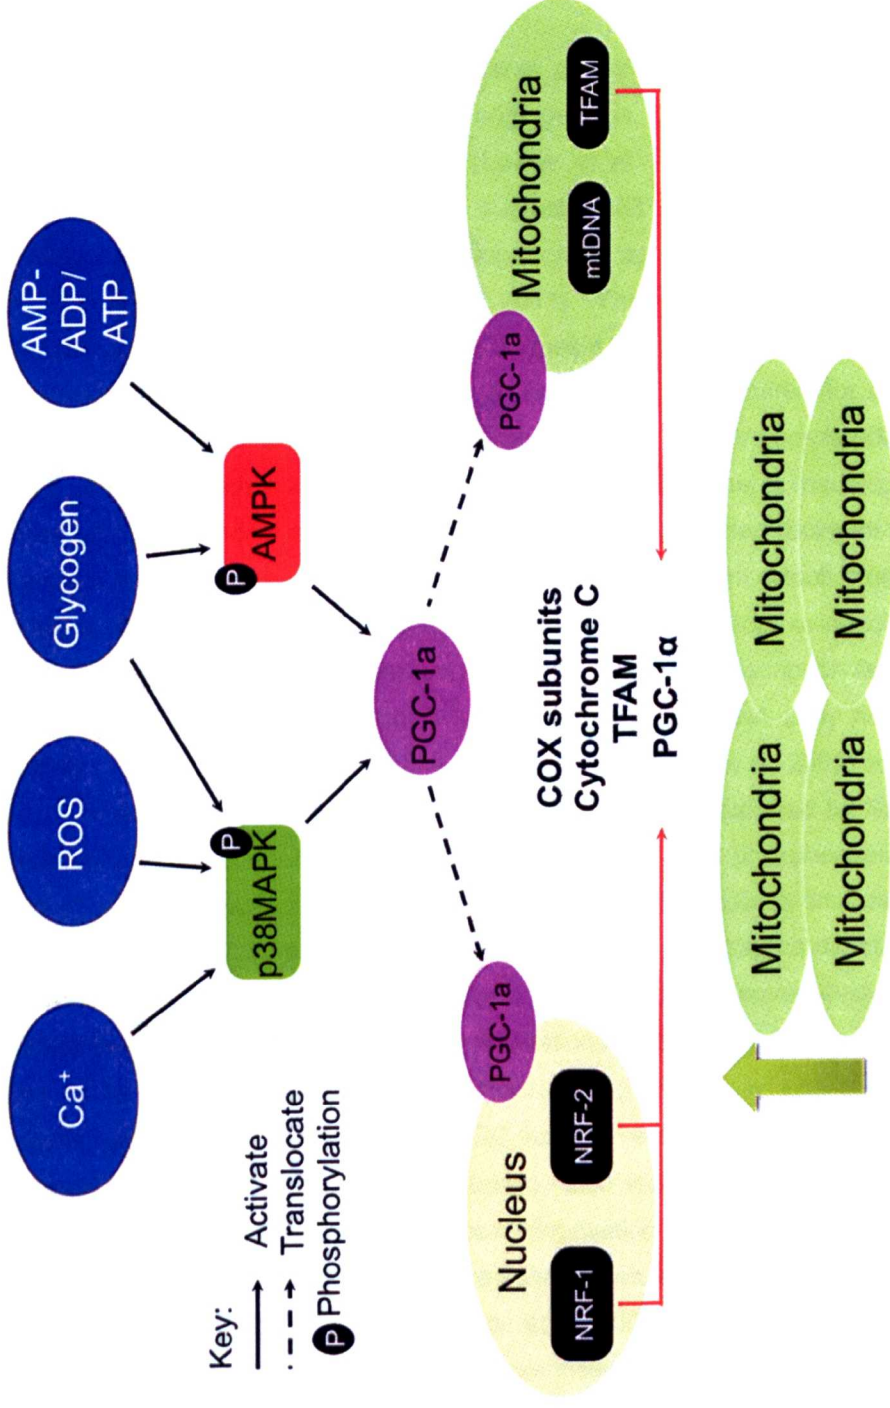 Ca⁺
ROS
Glycogen
AMP-
ADP/
ATP
Key:
Activate
Translocate
P Phosphorylation
p38MAPK
P
P
AMPK
PGC-1a
PGC-1a
PGC-1a
Nucleus
NRF-1
NRF-2
Mitochondria
mtDNA
TFAM
COX subunits
Cytochrome C
TFAM
PGC-1α
Mitochondria
Mitochondria
Mitochondria
Mitochondria